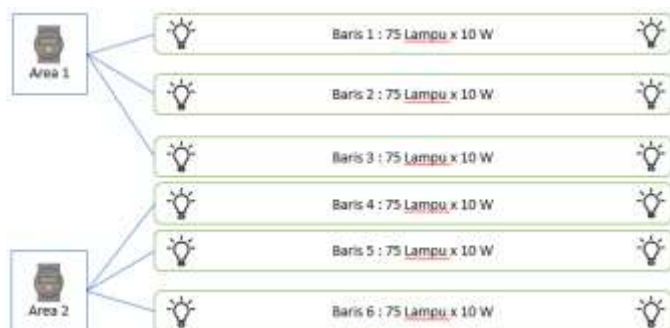 Area 1
Baris 1 : 75 Lampu x 10 W
Baris 2 : 75 Lampu x 10 W
Baris 3 : 75 Lampu x 10 W
Baris 4 : 75 Lampu x 10 W
Baris 5 : 75 Lampu x 10 W
Area 2
Baris 6 : 75 Lampu x 10 W